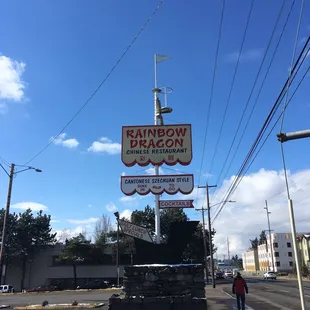 RAINBOW
DRAGON
CHINESE RESTAURANT
CANTONESE SZECHUAN STYLE
COCKTAILS